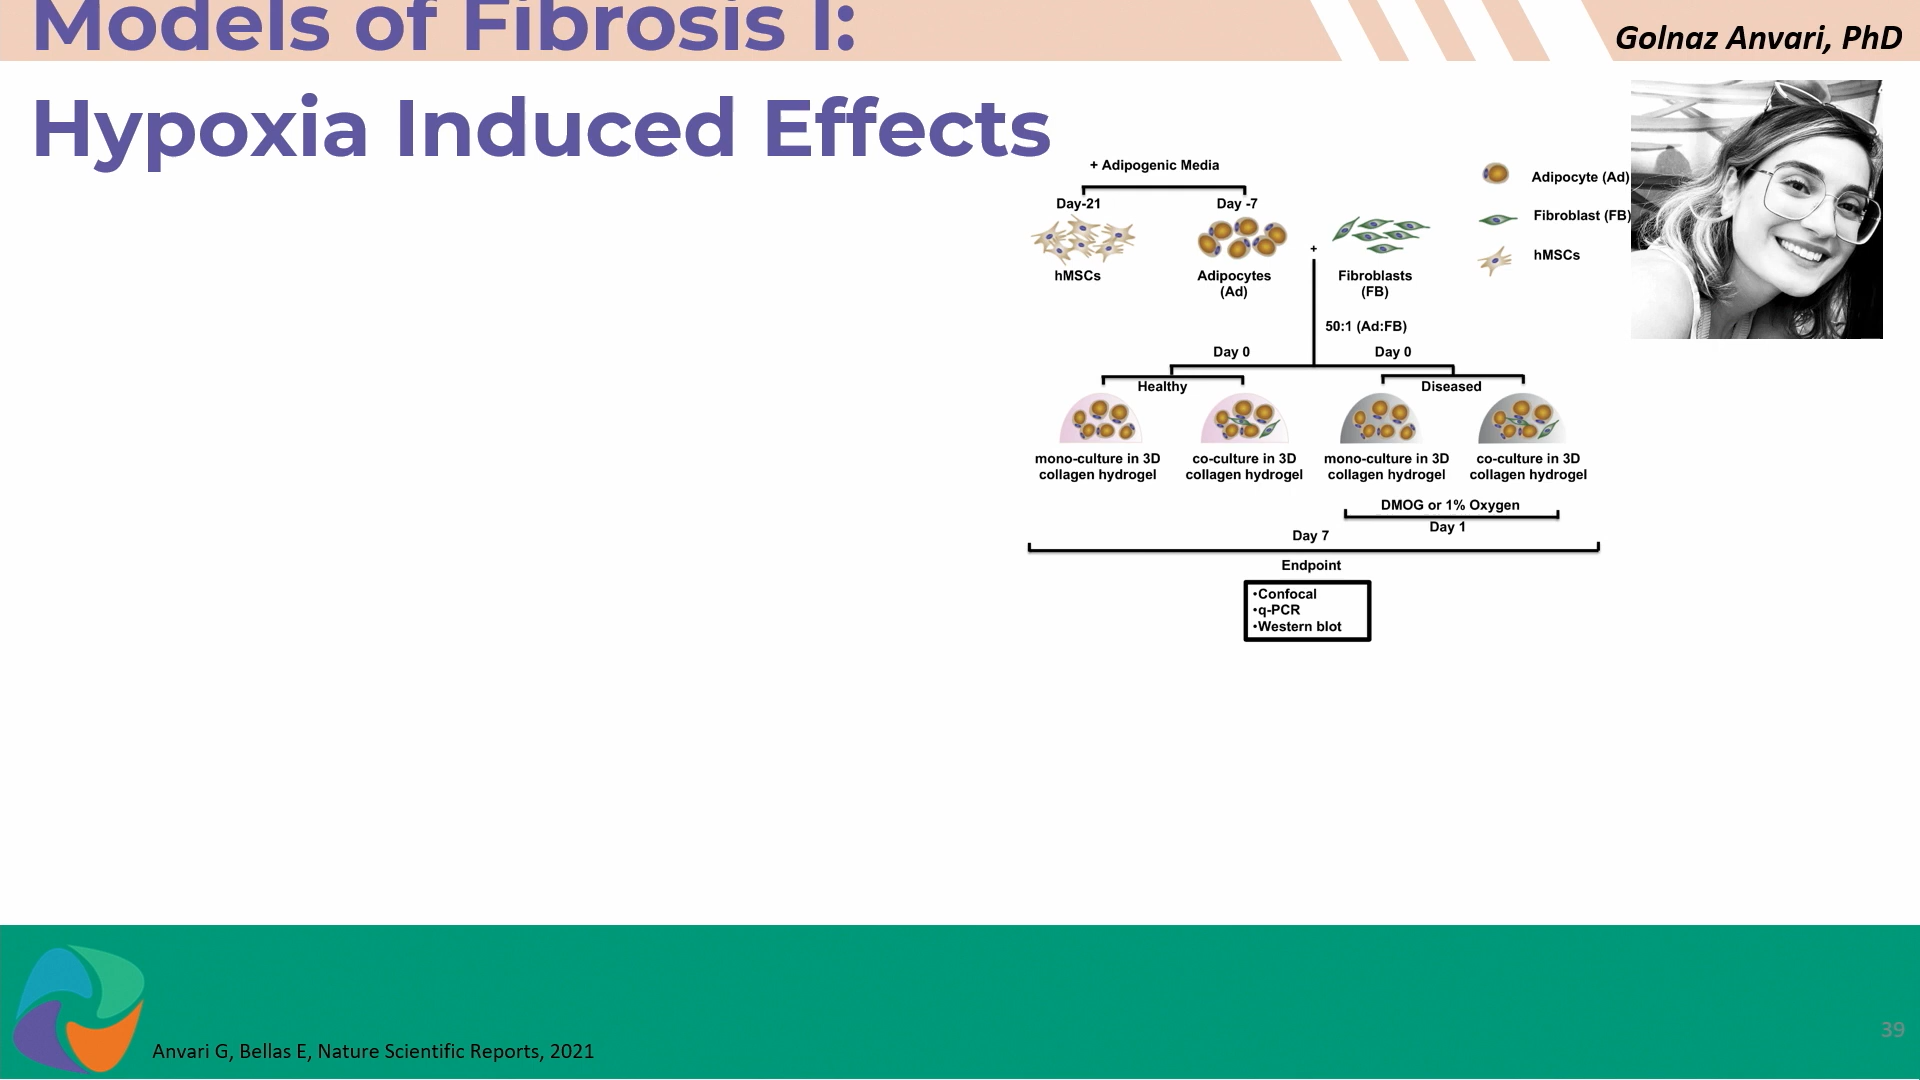 Models of Fibrosis I:
Hypoxia Induced Effects
Golnaz Anvari, PhD
+ Adipogenic Media
Day-21
Day -7
hMSCs
Adipocytes
(Ad)
+
Fibroblasts
(FB)
Adipocyte (Ad)
Fibroblast (FB)
hMSCs
50:1 (Ad:FB)
Day 0
Day 0
Healthy
Diseased
mono-culture in 3D
collagen hydrogel
co-culture in 3D
collagen hydrogel
mono-culture in 3D
collagen hydrogel
co-culture in 3D
collagen hydrogel
DMOG or 1% Oxygen
Day 1
Day 7
Endpoint
•Confocal
•q-PCR
•Western blot
Anvari G, Bellas E, Nature Scientific Reports, 2021
39